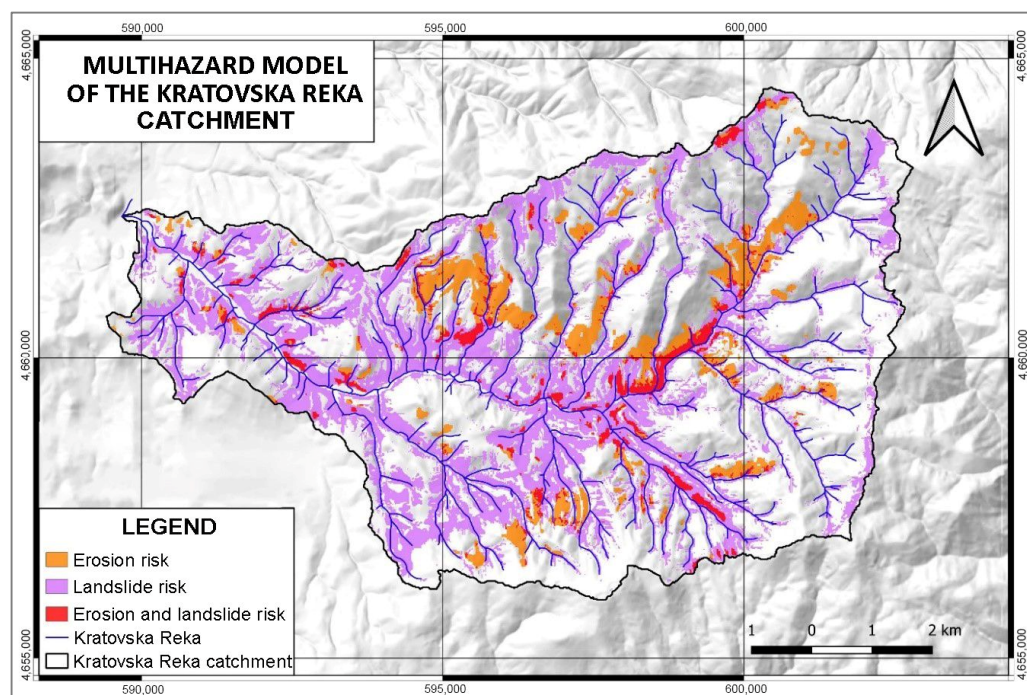 590,000
595,000
600,000
4,665,000
4,665,000
MULTIHAZARD MODEL
OF THE KRATOVSKA REKA
CATCHMENT
4,660,000
4,660,000
LEGEND
Erosion risk
Landslide risk
Erosion and landslide risk
Kratovska Reka
Kratovska Reka catchment
1 0 1 2 km
4,655,000
4,655,000
590,000
595,000
600,000